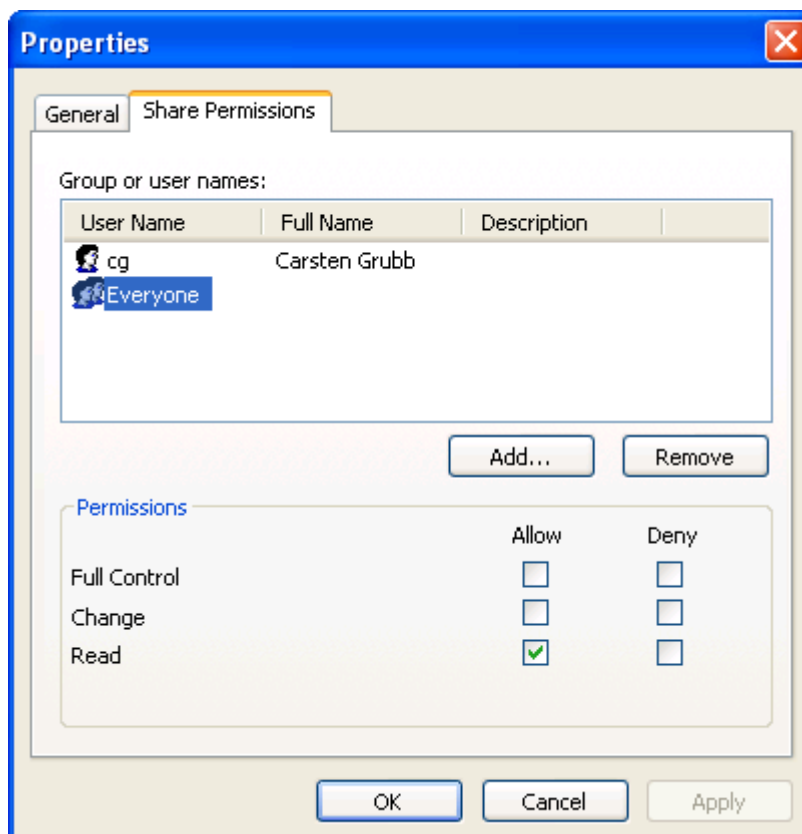 Properties
General Share Permissions
Group or user names:
User Name Full Name Description
cg Carsten Grubb
Everyone
Add... Remove
Permissions
Allow Deny
Full Control
Change
Read
OK Cancel Apply